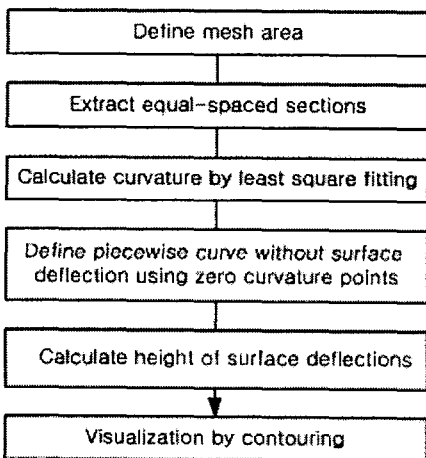 Define mesh area
Extract equal-spaced sections
Calculate curvature by least square fitting
Define piecewise curve without surface
deflection using zero curvature points
Calculate height of surface deflections
Visualization by contouring